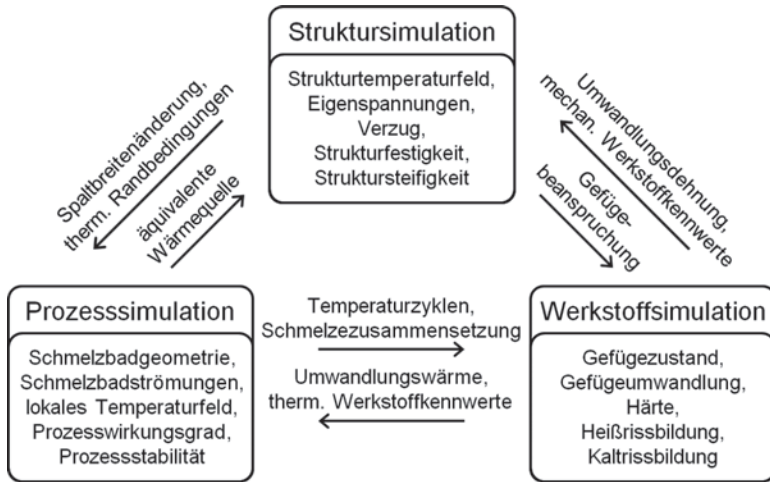 Struktursimulation
Strukturtemperaturfeld,
Eigenspannungen,
Verzug,
Strukturfestigkeit,
Struktursteifigkeit
Spaltbreitenänderung,
therm. Randbedingungen
äquivalente
Wärmequelle
Umwandlungsdehnung,
mechan. Werkstoffkennwerte
Gefüge-
beanspruchung
Prozesssimulation
Schmelzbadgeometrie,
Schmelzbadströmungen,
lokales Temperaturfeld,
Prozesswirkungsgrad,
Prozessstabilität
Temperaturzyklen,
Schmelzezusammensetzung
Umwandlungswärme,
therm. Werkstoffkennwerte
Werkstoffsimulation
Gefügezustand,
Gefügeumwandlung,
Härte,
Heißrissbildung,
Kaltrissbildung